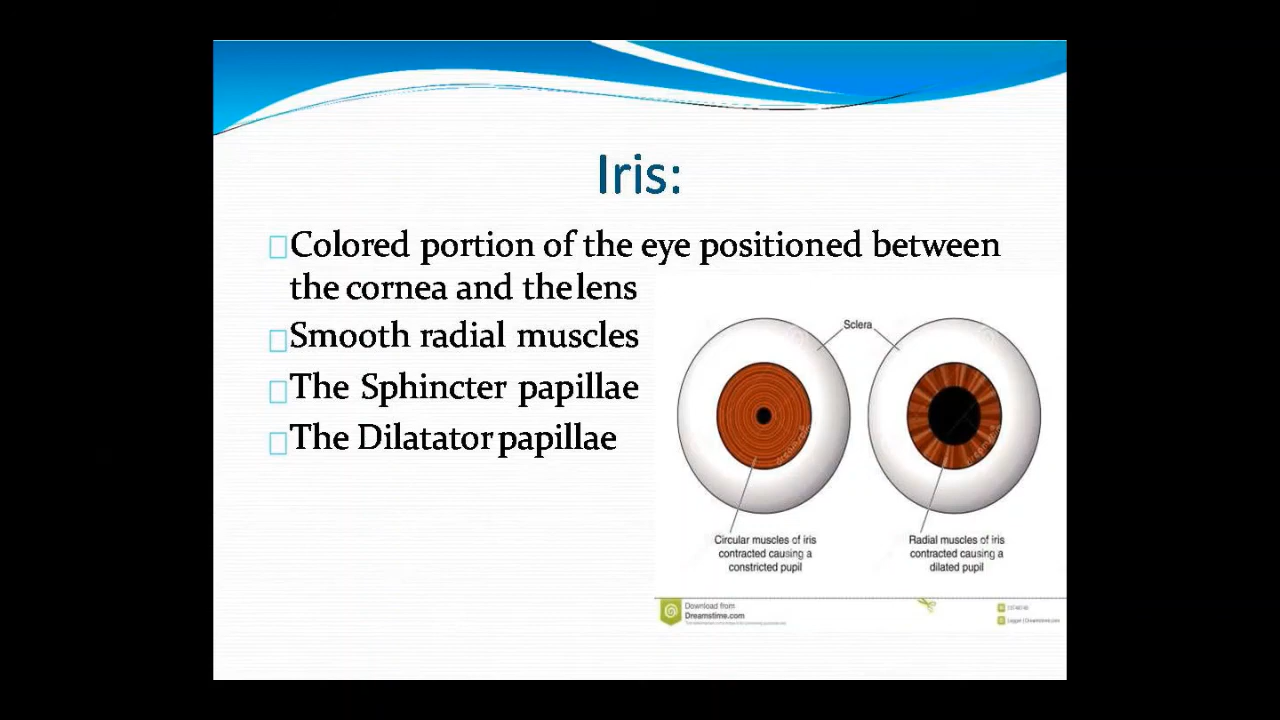 Iris:
Colored portion of the eye positioned between
the cornea and the lens
Smooth radial muscles
The Sphincter papillae
The Dilatator papillae
Sclera
Circular muscles of iris
contracted causing a
constricted pupil
Radial muscles of iris
contracted causing a
dilated pupil
Download from
Dreamstime.com